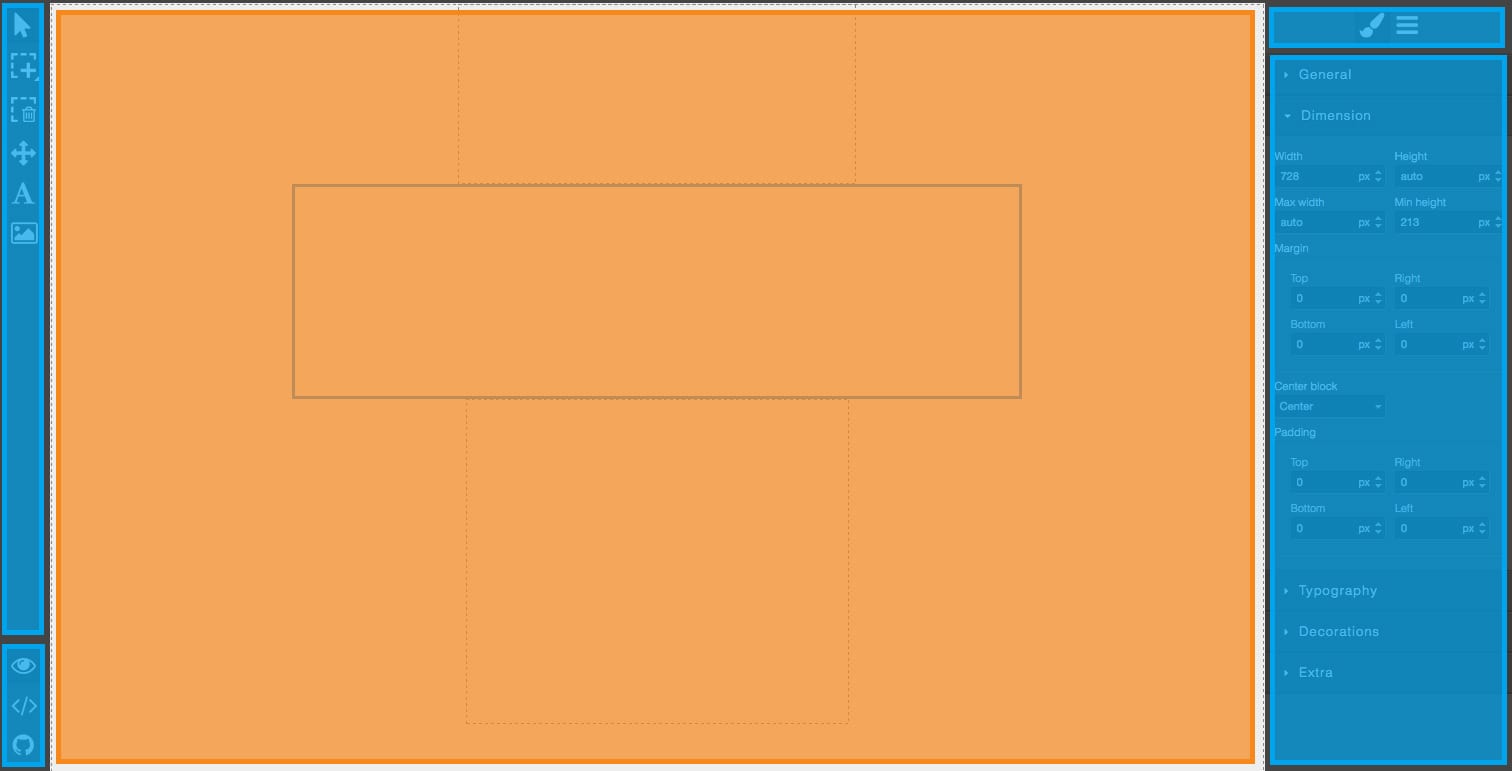 General
Dimension
Width Height
728 px auto px
Max width Min height
auto px 213 px
Margin
Top Right
0 px 0 px
Bottom Left
0 px 0 px
Center block
Center
Padding
Top Right
0 px 0 px
Bottom Left
0 px 0 px
Typography
Decorations
Extra